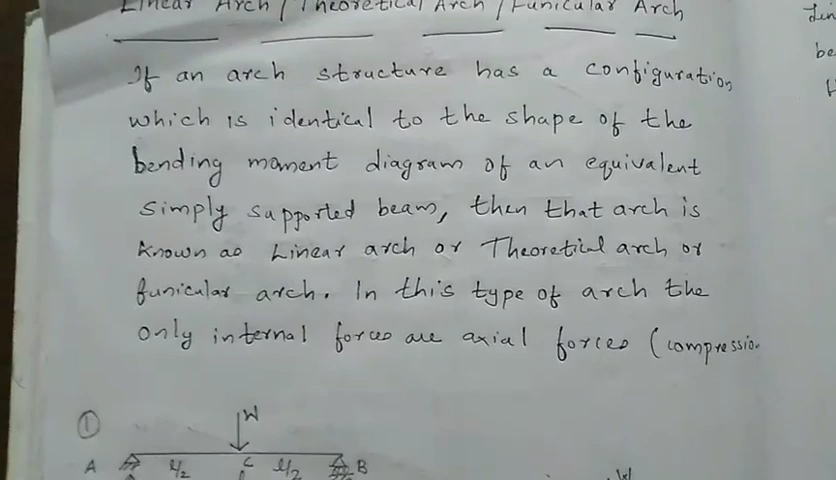 Linear Arch / Theoretical Arch / Funicular Arch
If an arch structure has a configuration
which is identical to the shape of the
bending moment diagram of an equivalent
simply supported beam, then that arch is
known as Linear arch or Theoretical arch or
funicular arch. In this type of arch the
only internal forces are axial forces (compression
① W
A l/2 C l/2 B
W
Lin
be